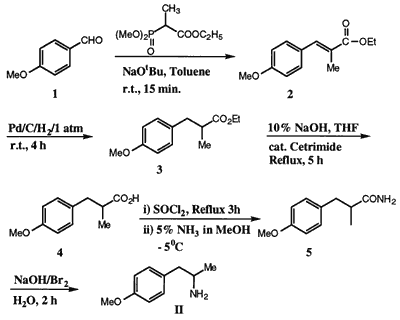 CH₃
(MeO)₂P COOC₂H₅
O
CHO
MeO
1
NaOᵗBu, Toluene
r.t., 15 min.
O
OEt
Me
MeO
2
Pd/C/H₂/1 atm
r.t., 4 h
CO₂Et
Me
MeO
3
10% NaOH, THF
cat. Cetrimide
Reflux, 5 h
CO₂H
Me
MeO
4
i) SOCl₂, Reflux 3h
ii) 5% NH₃ in MeOH
- 5⁰C
CONH₂
MeO
5
NaOH/Br₂
H₂O, 2 h
Me
NH₂
MeO
II